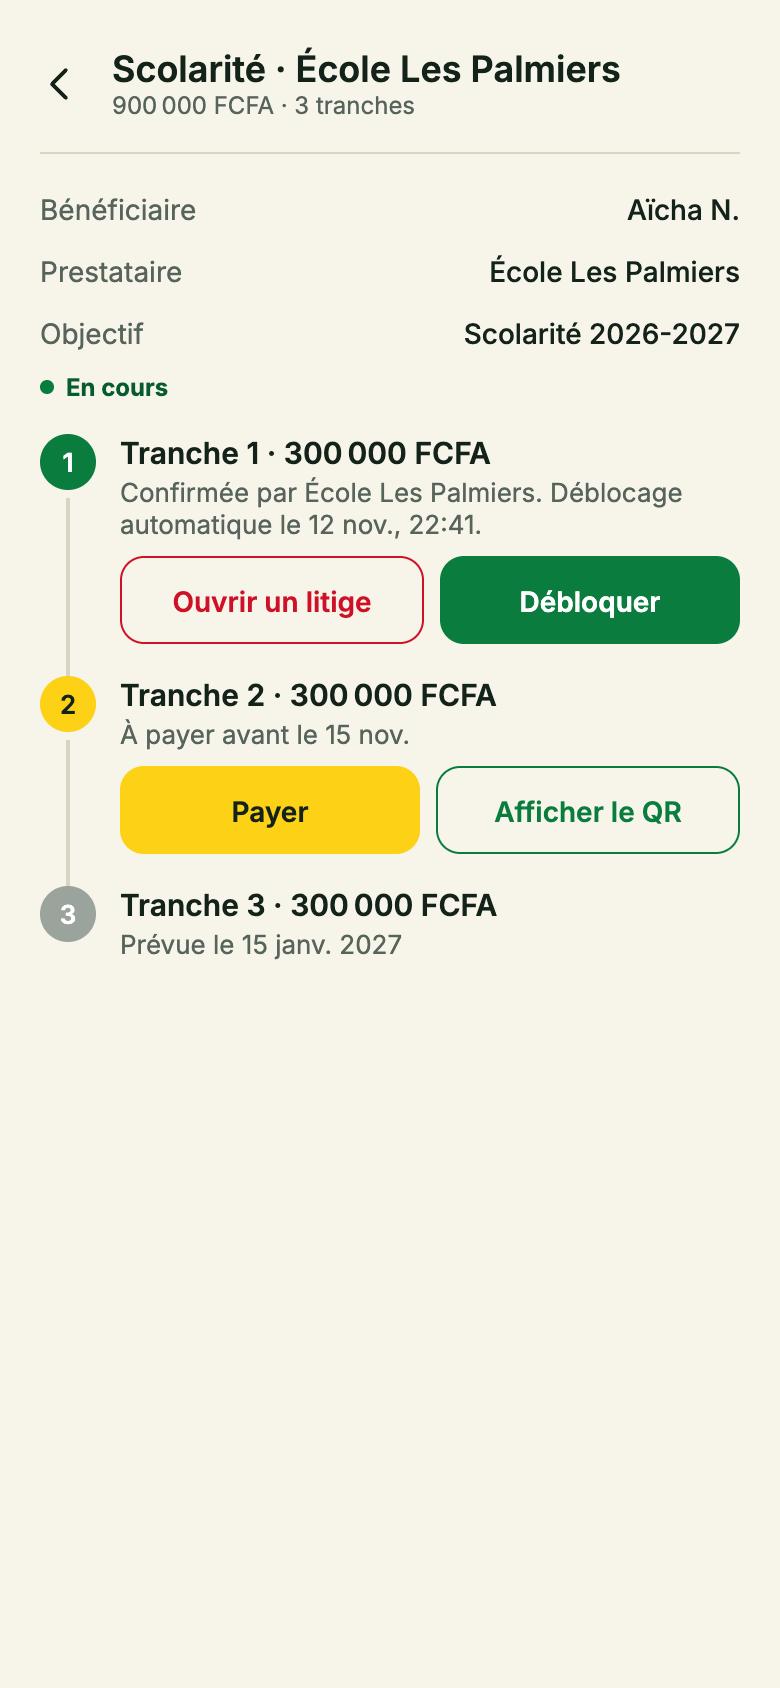 Scolarité · École Les Palmiers
900 000 FCFA · 3 tranches
Bénéficiaire
Aïcha N.
Prestataire
École Les Palmiers
Objectif
Scolarité 2026-2027
En cours
1
Tranche 1 · 300 000 FCFA
Confirmée par École Les Palmiers. Déblocage
automatique le 12 nov., 22:41.
Ouvrir un litige
Débloquer
2
Tranche 2 · 300 000 FCFA
À payer avant le 15 nov.
Payer
Afficher le QR
3
Tranche 3 · 300 000 FCFA
Prévue le 15 janv. 2027